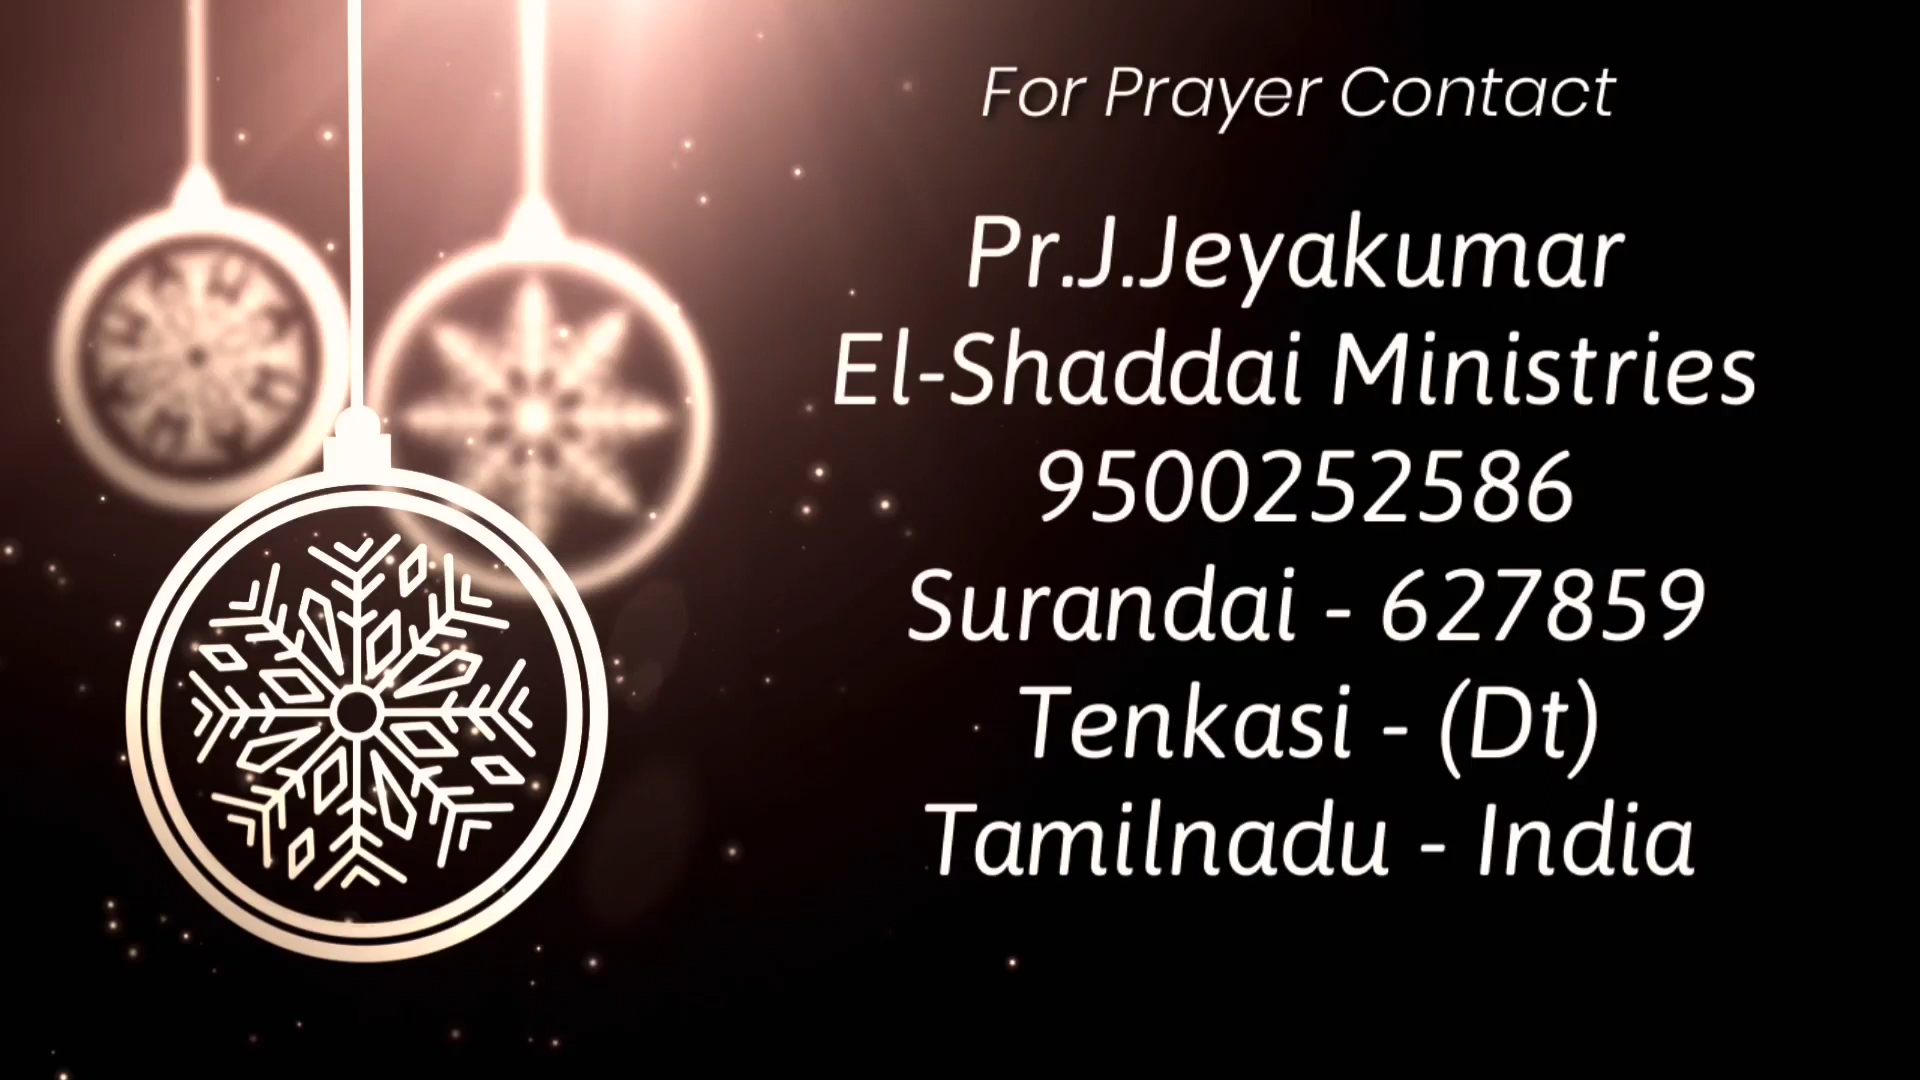 For Prayer Contact
Pr.J.Jeyakumar
El-Shaddai Ministries
9500252586
Surandai - 627859
Tenkasi - (Dt)
Tamilnadu - India